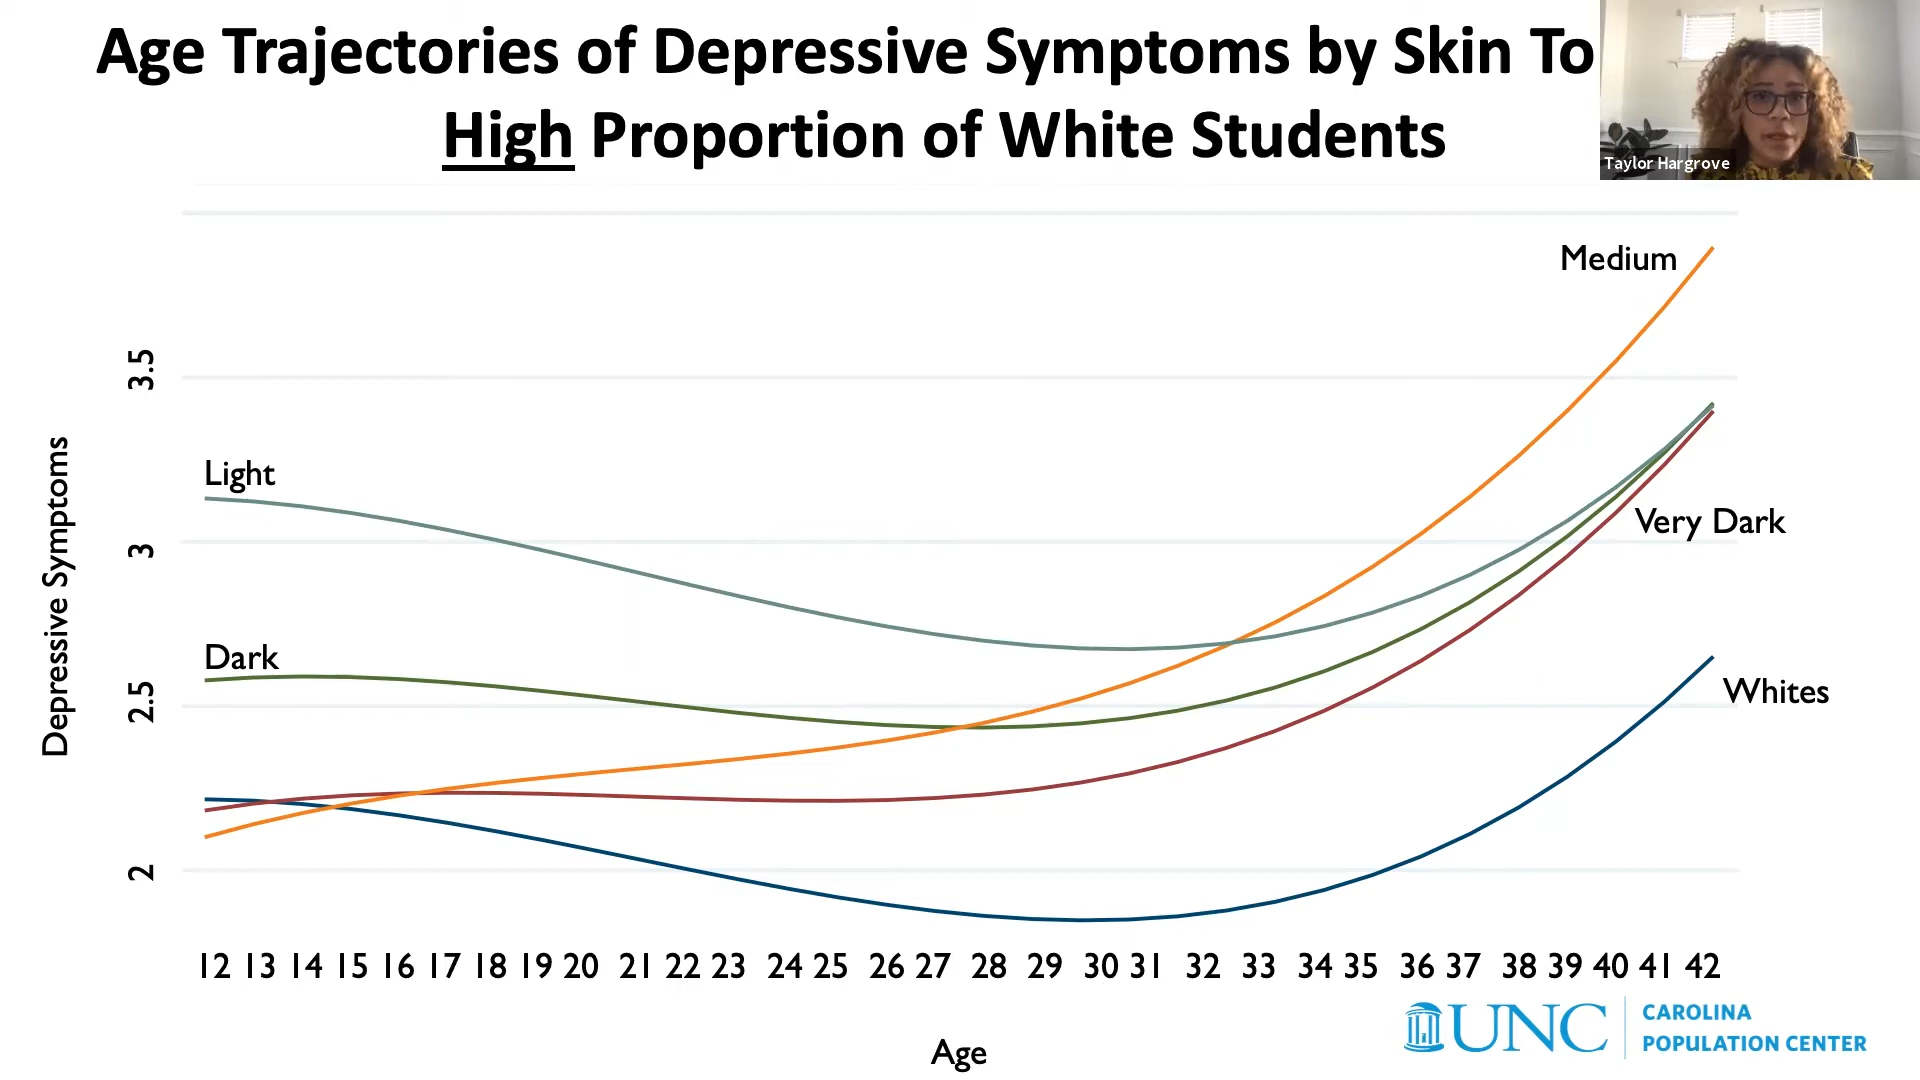 Age Trajectories of Depressive Symptoms by Skin To
High Proportion of White Students
Taylor Hargrove
Medium
3.5
Light
Depressive Symptoms
3
Very Dark
Dark
2.5
Whites
2
12 13 14 15 16 17 18 19 20 21 22 23 24 25 26 27 28 29 30 31 32 33 34 35 36 37 38 39 40 41 42
Age
UNC
CAROLINA
POPULATION CENTER